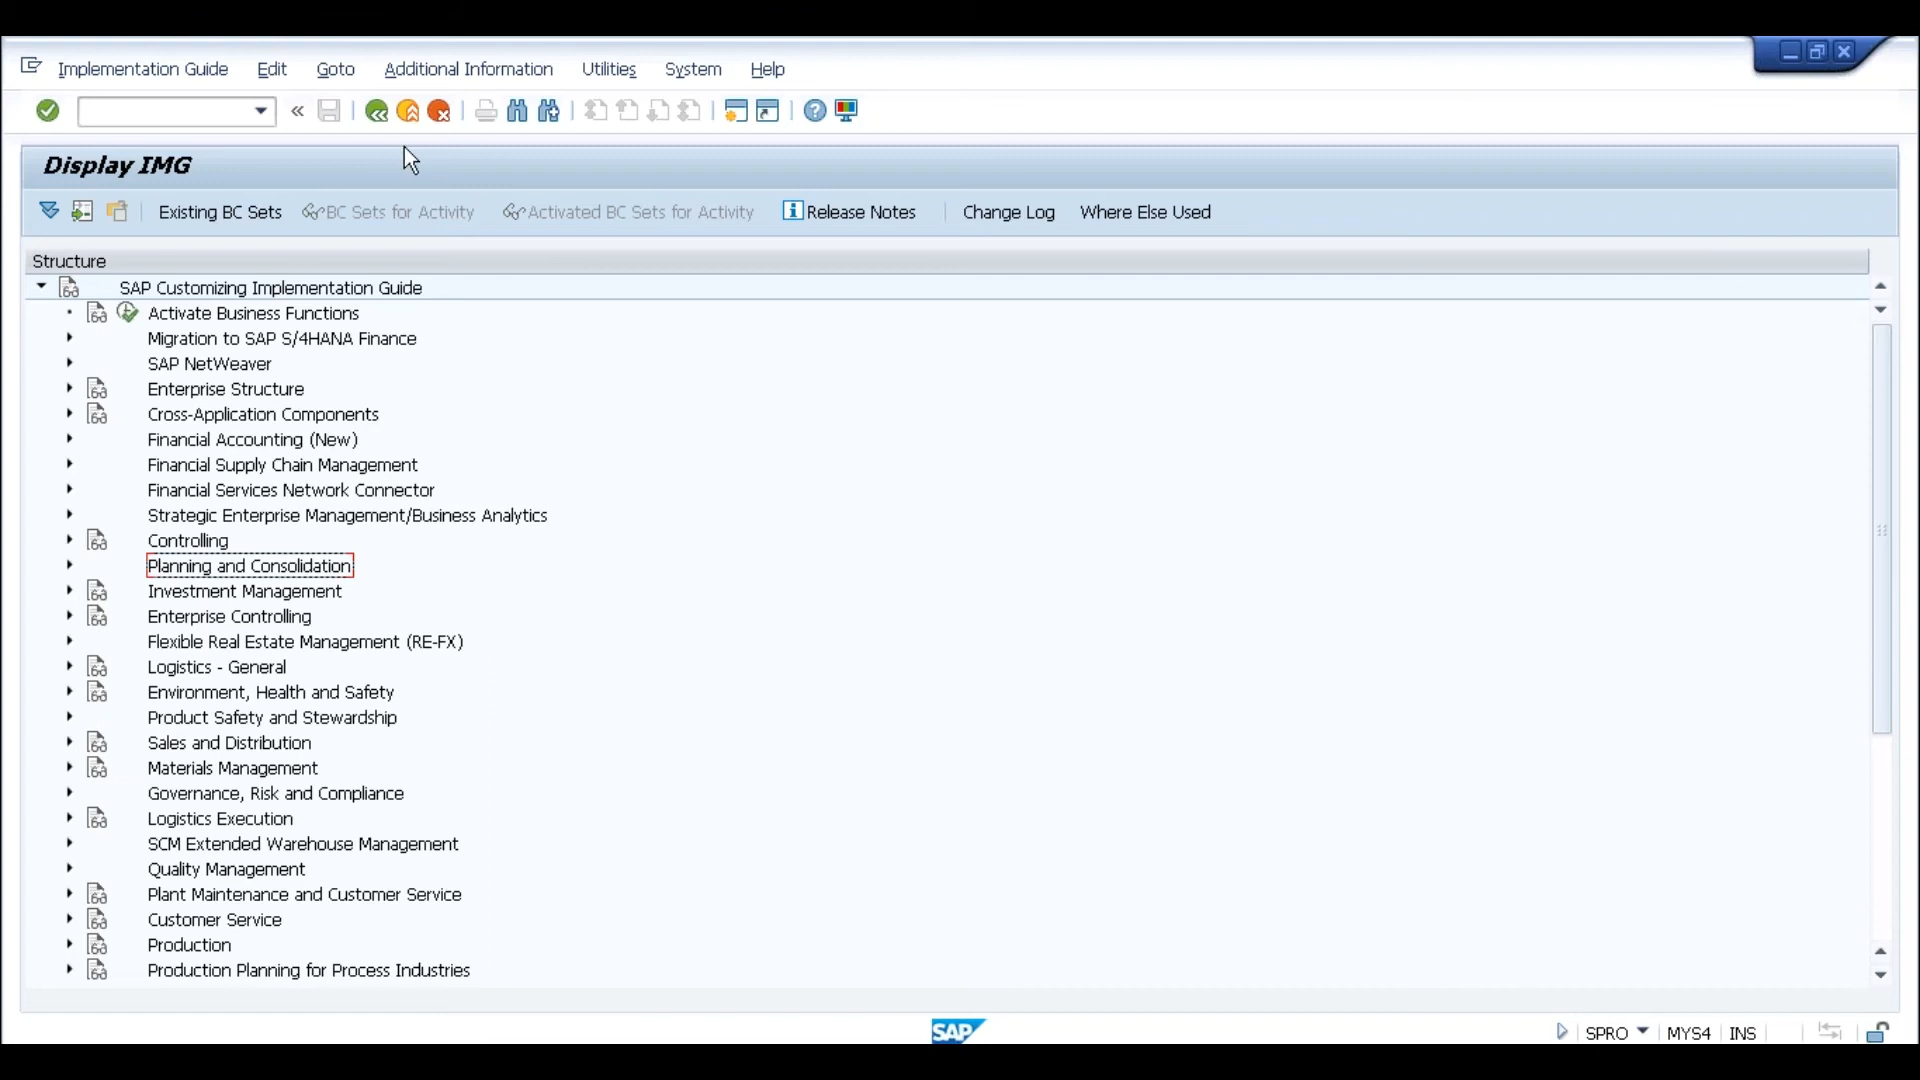 Implementation Guide Edit Goto Additional Information Utilities System Help
Display IMG
Existing BC Sets BC Sets for Activity Activated BC Sets for Activity Release Notes Change Log Where Else Used
Structure
SAP Customizing Implementation Guide
Activate Business Functions
Migration to SAP S/4HANA Finance
SAP NetWeaver
Enterprise Structure
Cross-Application Components
Financial Accounting (New)
Financial Supply Chain Management
Financial Services Network Connector
Strategic Enterprise Management/Business Analytics
Controlling
Planning and Consolidation
Investment Management
Enterprise Controlling
Flexible Real Estate Management (RE-FX)
Logistics - General
Environment, Health and Safety
Product Safety and Stewardship
Sales and Distribution
Materials Management
Governance, Risk and Compliance
Logistics Execution
SCM Extended Warehouse Management
Quality Management
Plant Maintenance and Customer Service
Customer Service
Production
Production Planning for Process Industries
SAP SPRO MYS4 INS